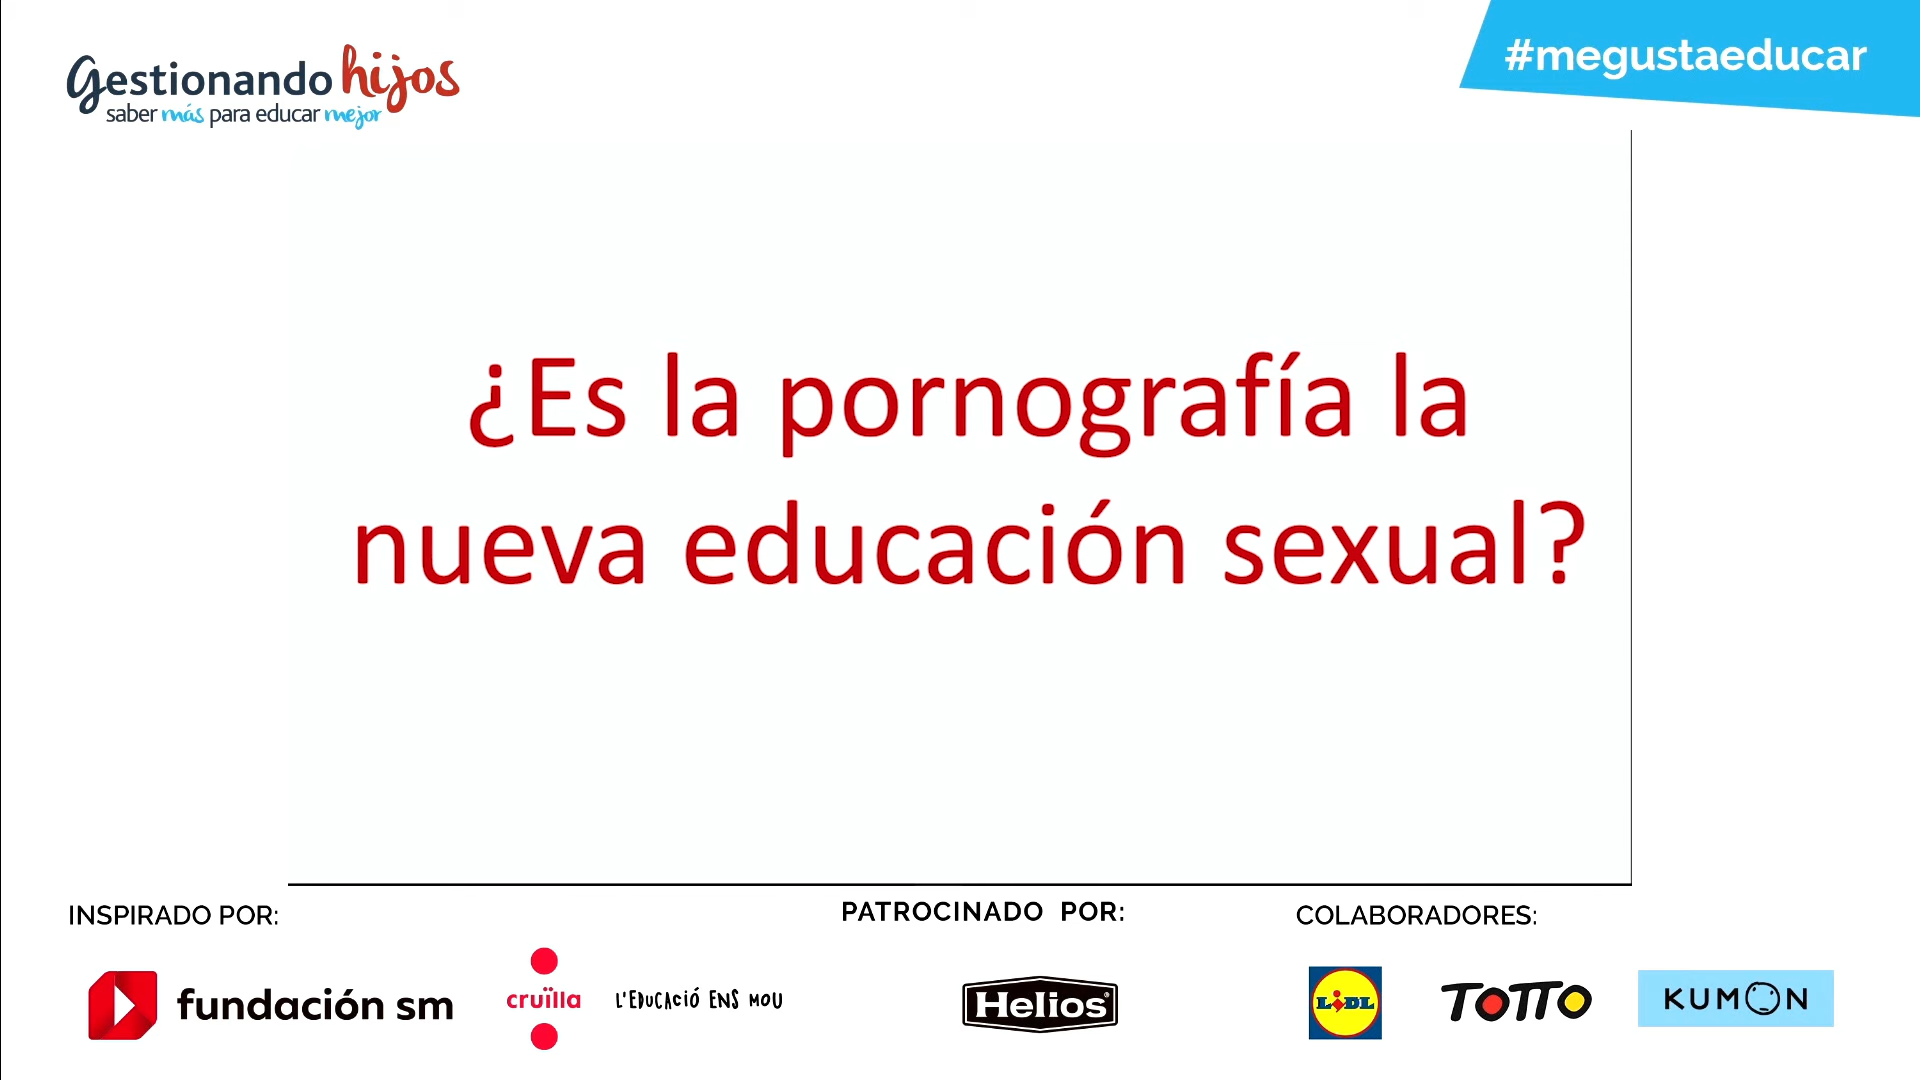 Gestionando hijos
saber más para educar mejor
#megustaeducar
¿Es la pornografía la
nueva educación sexual?
INSPIRADO POR:
PATROCINADO POR:
COLABORADORES:
fundación sm
cruïlla
L'EDUCACIÓ ENS MOU
Helios
LIDL
TOTTO
KUMON